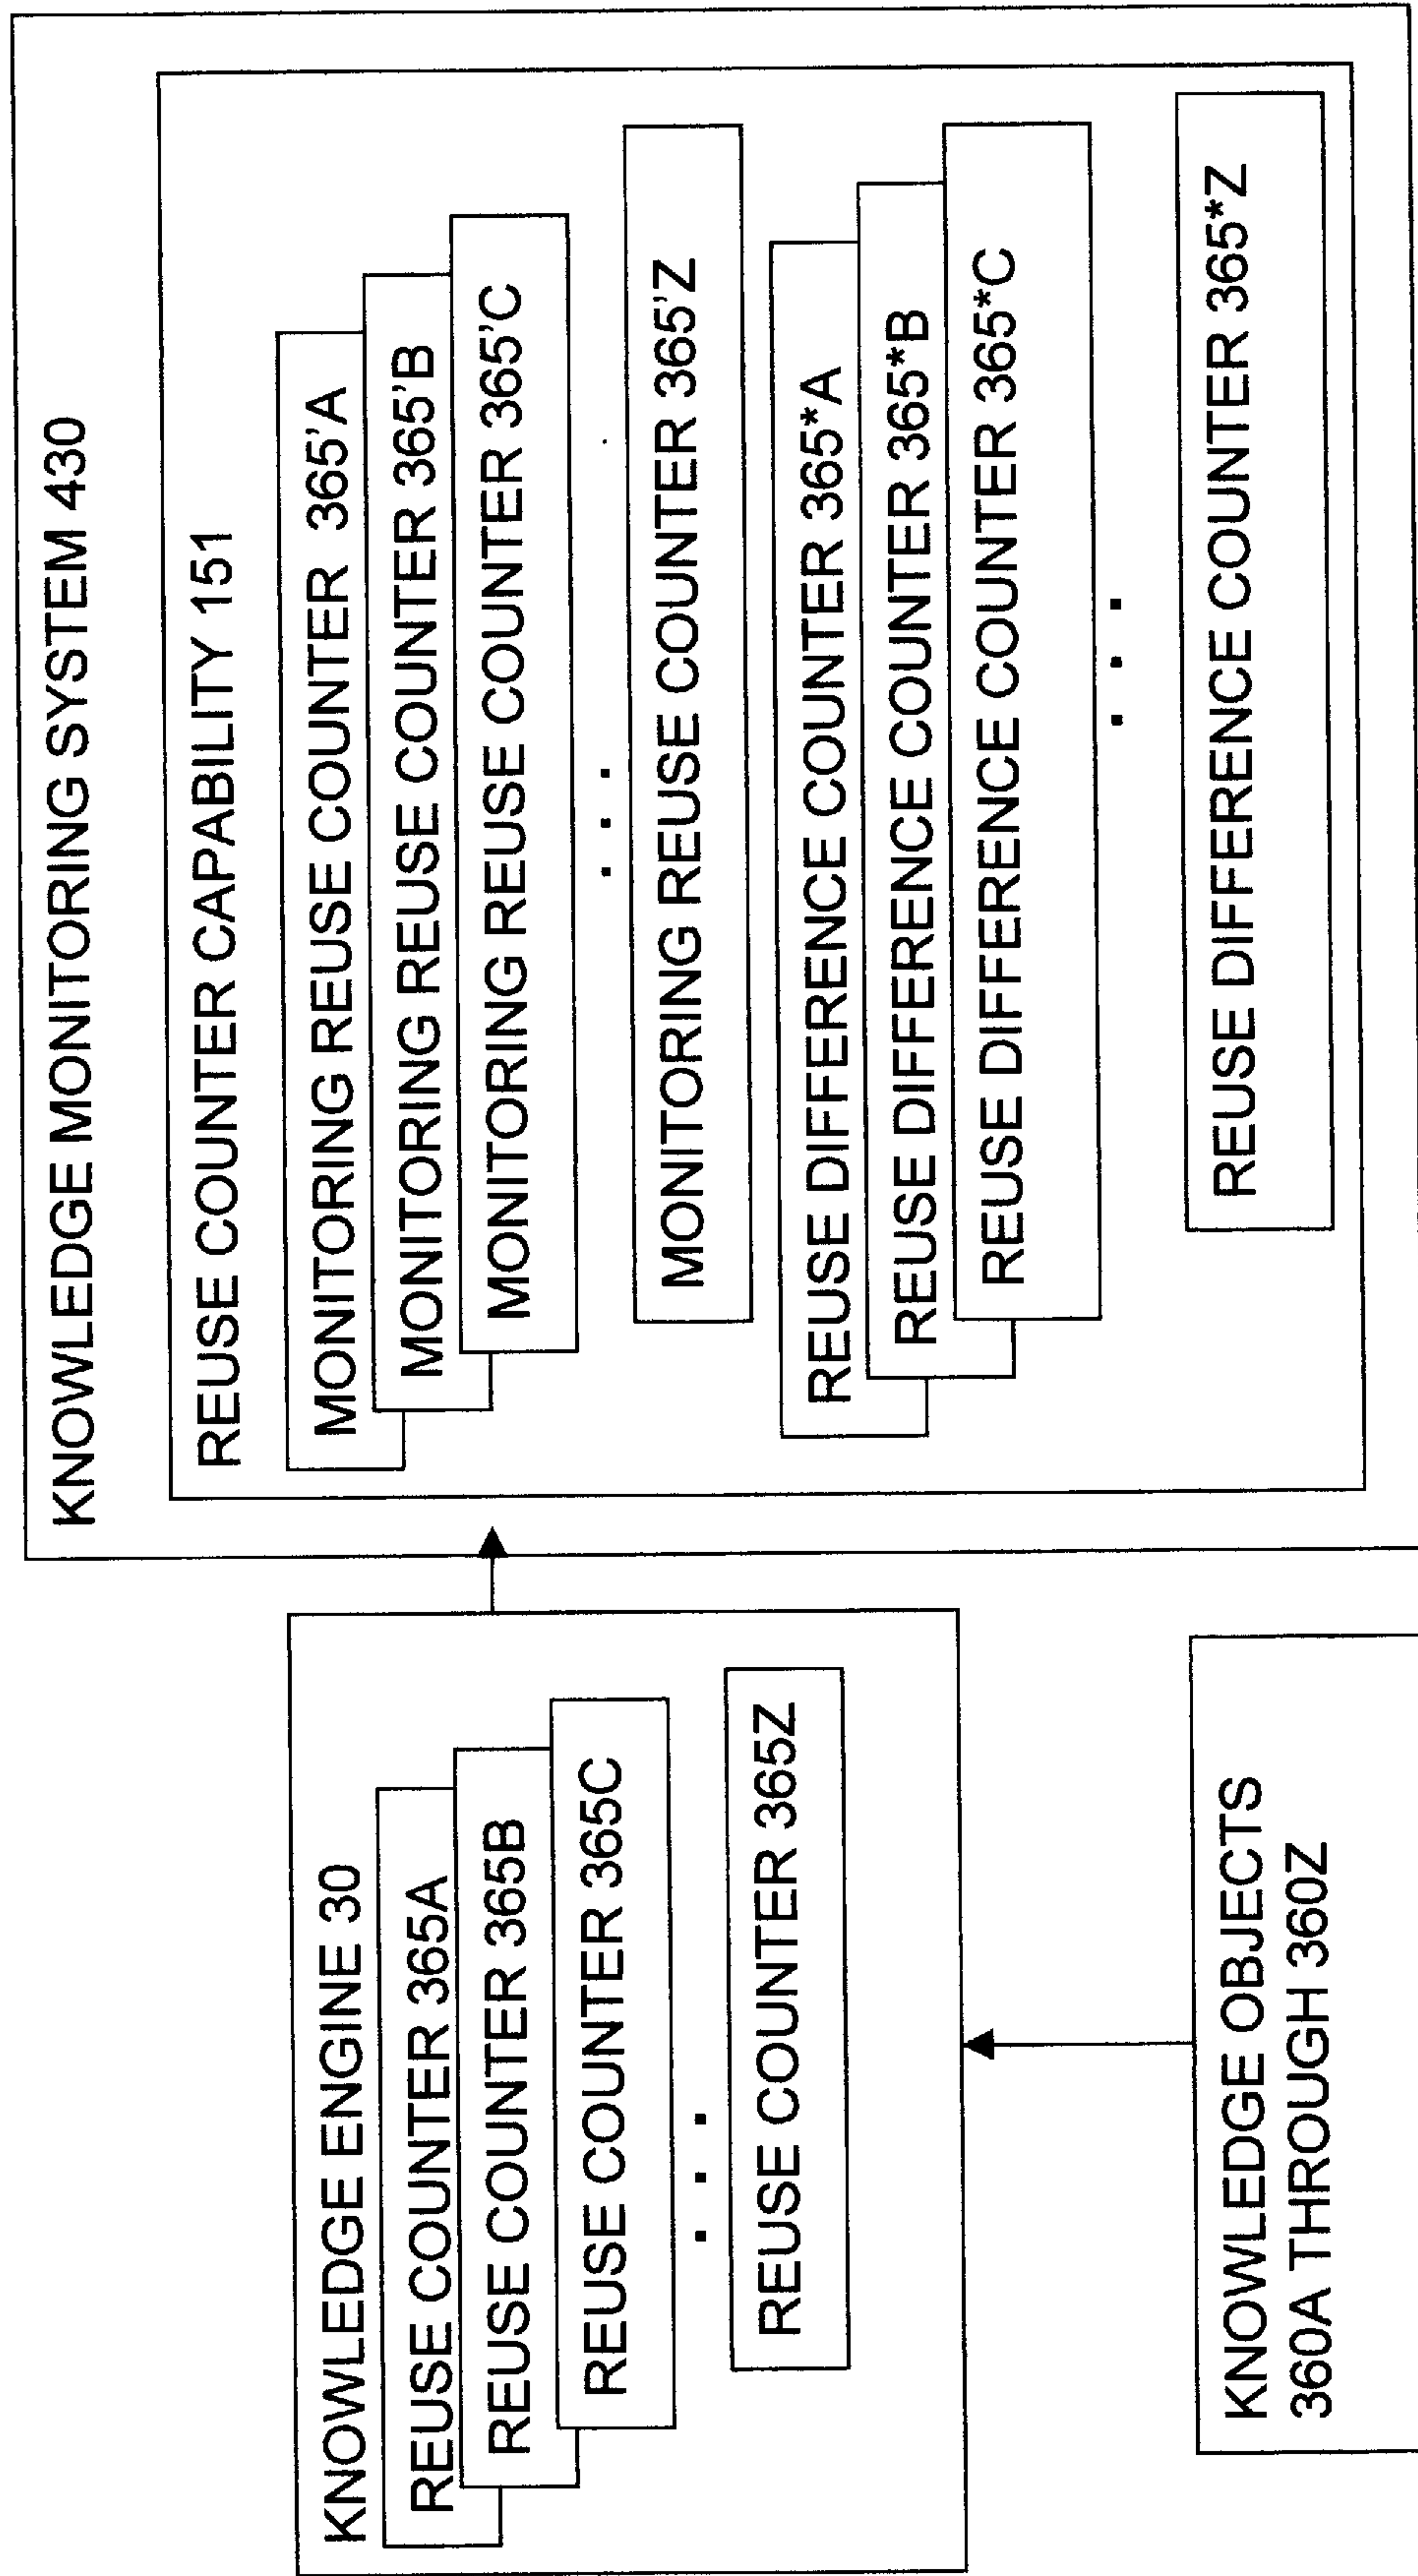 KNOWLEDGE ENGINE 30
REUSE COUNTER 365A
REUSE COUNTER 365B
REUSE COUNTER 365C
. . .
REUSE COUNTER 365Z
KNOWLEDGE OBJECTS
360A THROUGH 360Z
KNOWLEDGE MONITORING SYSTEM 430
REUSE COUNTER CAPABILITY 151
MONITORING REUSE COUNTER 365'A
MONITORING REUSE COUNTER 365'B
MONITORING REUSE COUNTER 365'C
. . .
MONITORING REUSE COUNTER 365'Z
REUSE DIFFERENCE COUNTER 365*A
REUSE DIFFERENCE COUNTER 365*B
REUSE DIFFERENCE COUNTER 365*C
. . .
REUSE DIFFERENCE COUNTER 365*Z